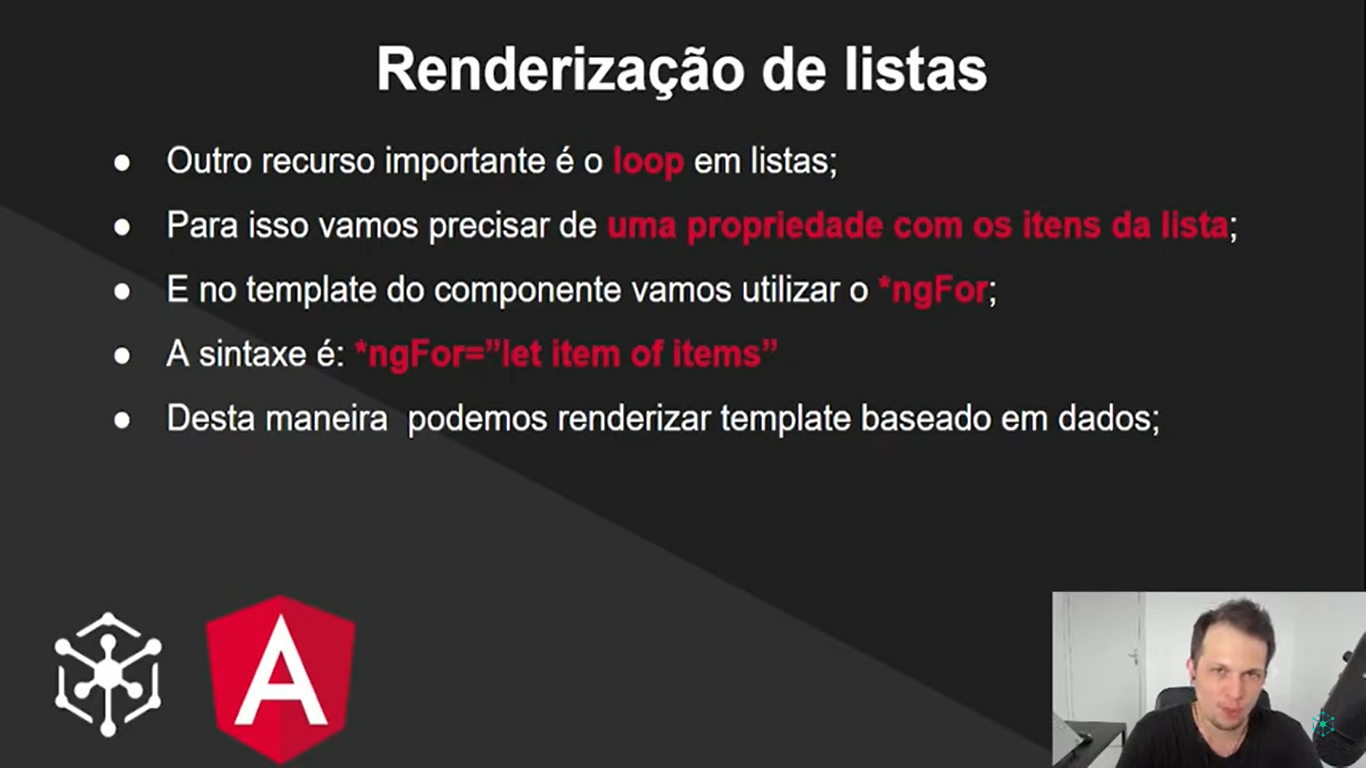 Renderização de listas
● Outro recurso importante é o loop em listas;
● Para isso vamos precisar de uma propriedade com os itens da lista;
● E no template do componente vamos utilizar o *ngFor;
● A sintaxe é: *ngFor=”let item of items”
● Desta maneira  podemos renderizar template baseado em dados;
A